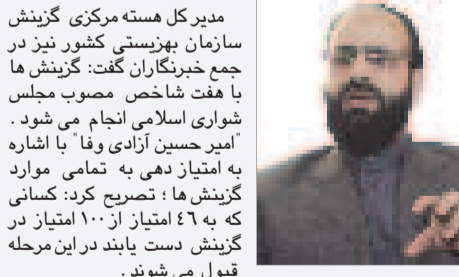 مدیر کل هسته مرکزی گزینش
سازمان بهزیستی کشور نیز در
جمع خبرنگاران گفت: گزینش ها
با هفت شاخص مصوب مجلس
شواری اسلامی انجام می شود .
"امیر حسین آزادی وفا" با اشاره
به امتیاز دهی به تمامی موارد
گزینش ها ؛ تصریح کرد: کسانی
که به ٤٦ امتیاز از ۱۰۰ امتیاز در
گزینش دست یابند در این مرحله
قبول می شوند .